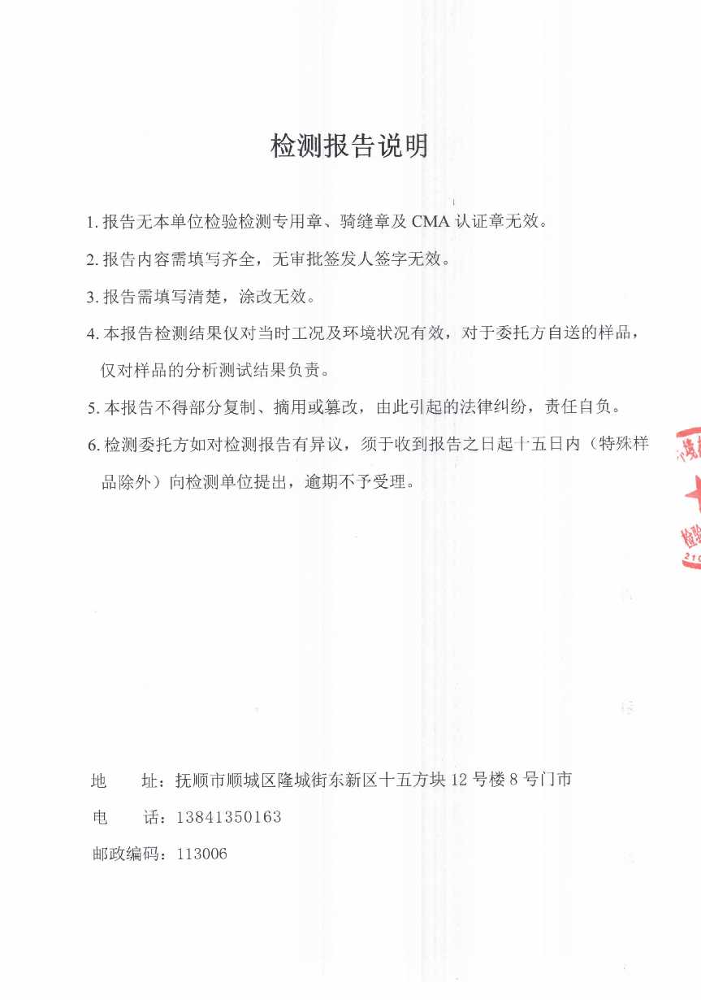 检测报告说明
1. 报告无本单位检验检测专用章、骑缝章及 CMA 认证章无效。
2. 报告内容需填写齐全，无审批签发人签字无效。
3. 报告需填写清楚，涂改无效。
4. 本报告检测结果仅对当时工况及环境状况有效，对于委托方自送的样品，
仅对样品的分析测试结果负责。
5. 本报告不得部分复制、摘用或篡改，由此引起的法律纠纷，责任自负。
6. 检测委托方如对检测报告有异议，须于收到报告之日起十五日内（特殊样
品除外）向检测单位提出，逾期不予受理。
境
检验
210
地 址：抚顺市顺城区隆城街东新区十五方块 12 号楼 8 号门市
电 话：13841350163
邮政编码：113006